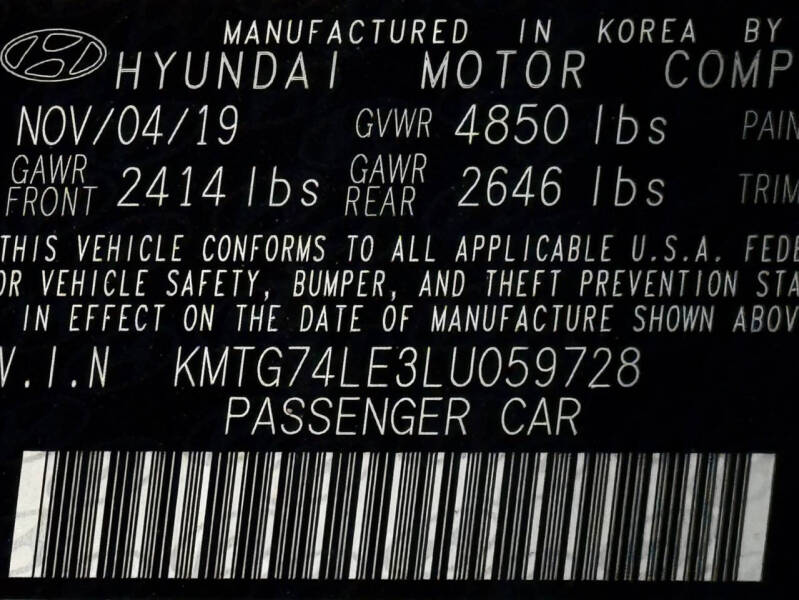 MANUFACTURED IN KOREA BY
HYUNDAI MOTOR COMP
NOV/04/19 GVWR 4850 lbs PAIN
GAWR FRONT 2414 lbs GAWR REAR 2646 lbs TRIM
THIS VEHICLE CONFORMS TO ALL APPLICABLE U.S.A. FEDE
OR VEHICLE SAFETY, BUMPER, AND THEFT PREVENTION STA
IN EFFECT ON THE DATE OF MANUFACTURE SHOWN ABOV
V.I.N KMTG74LE3LU059728
PASSENGER CAR